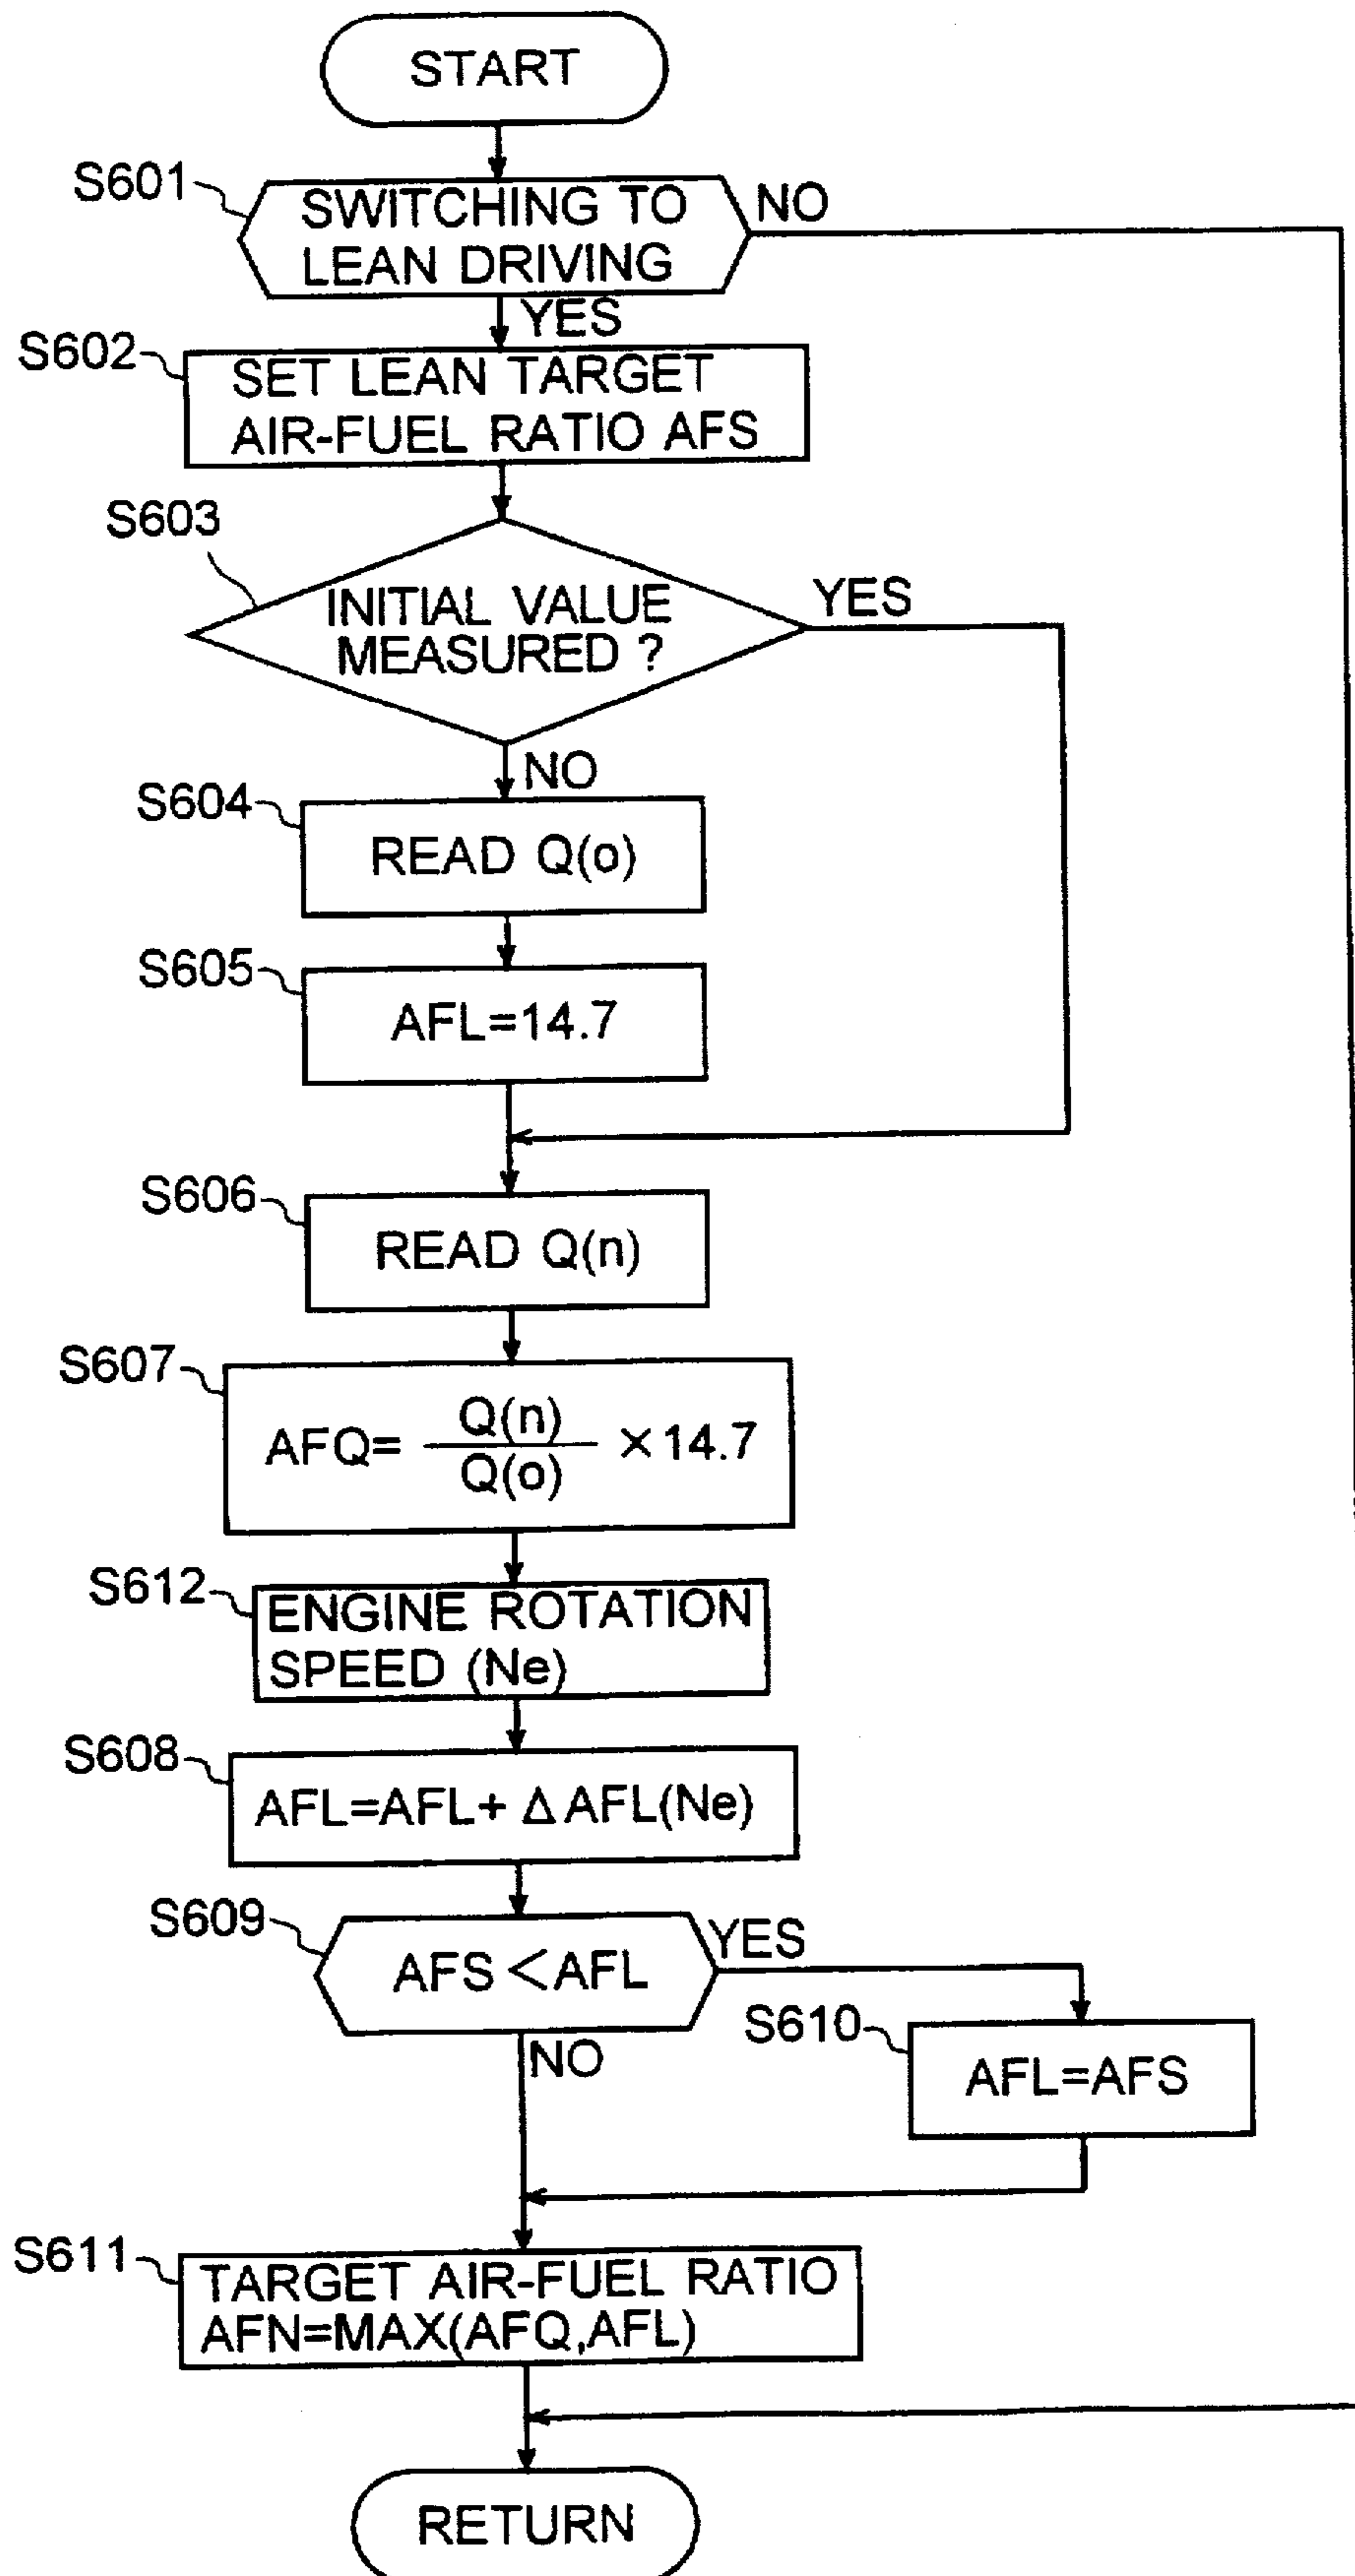 START
S601
SWITCHING TO
LEAN DRIVING
NO
YES
S602
SET LEAN TARGET
AIR-FUEL RATIO AFS
S603
INITIAL VALUE
MEASURED ?
YES
NO
S604
READ Q(o)
S605
AFL=14.7
S606
READ Q(n)
S607
AFQ= Q(n)/Q(o) ×14.7
S612
ENGINE ROTATION
SPEED (Ne)
S608
AFL=AFL+ Δ AFL(Ne)
S609
AFS <AFL
YES
NO
S610
AFL=AFS
S611
TARGET AIR-FUEL RATIO
AFN=MAX(AFQ,AFL)
RETURN